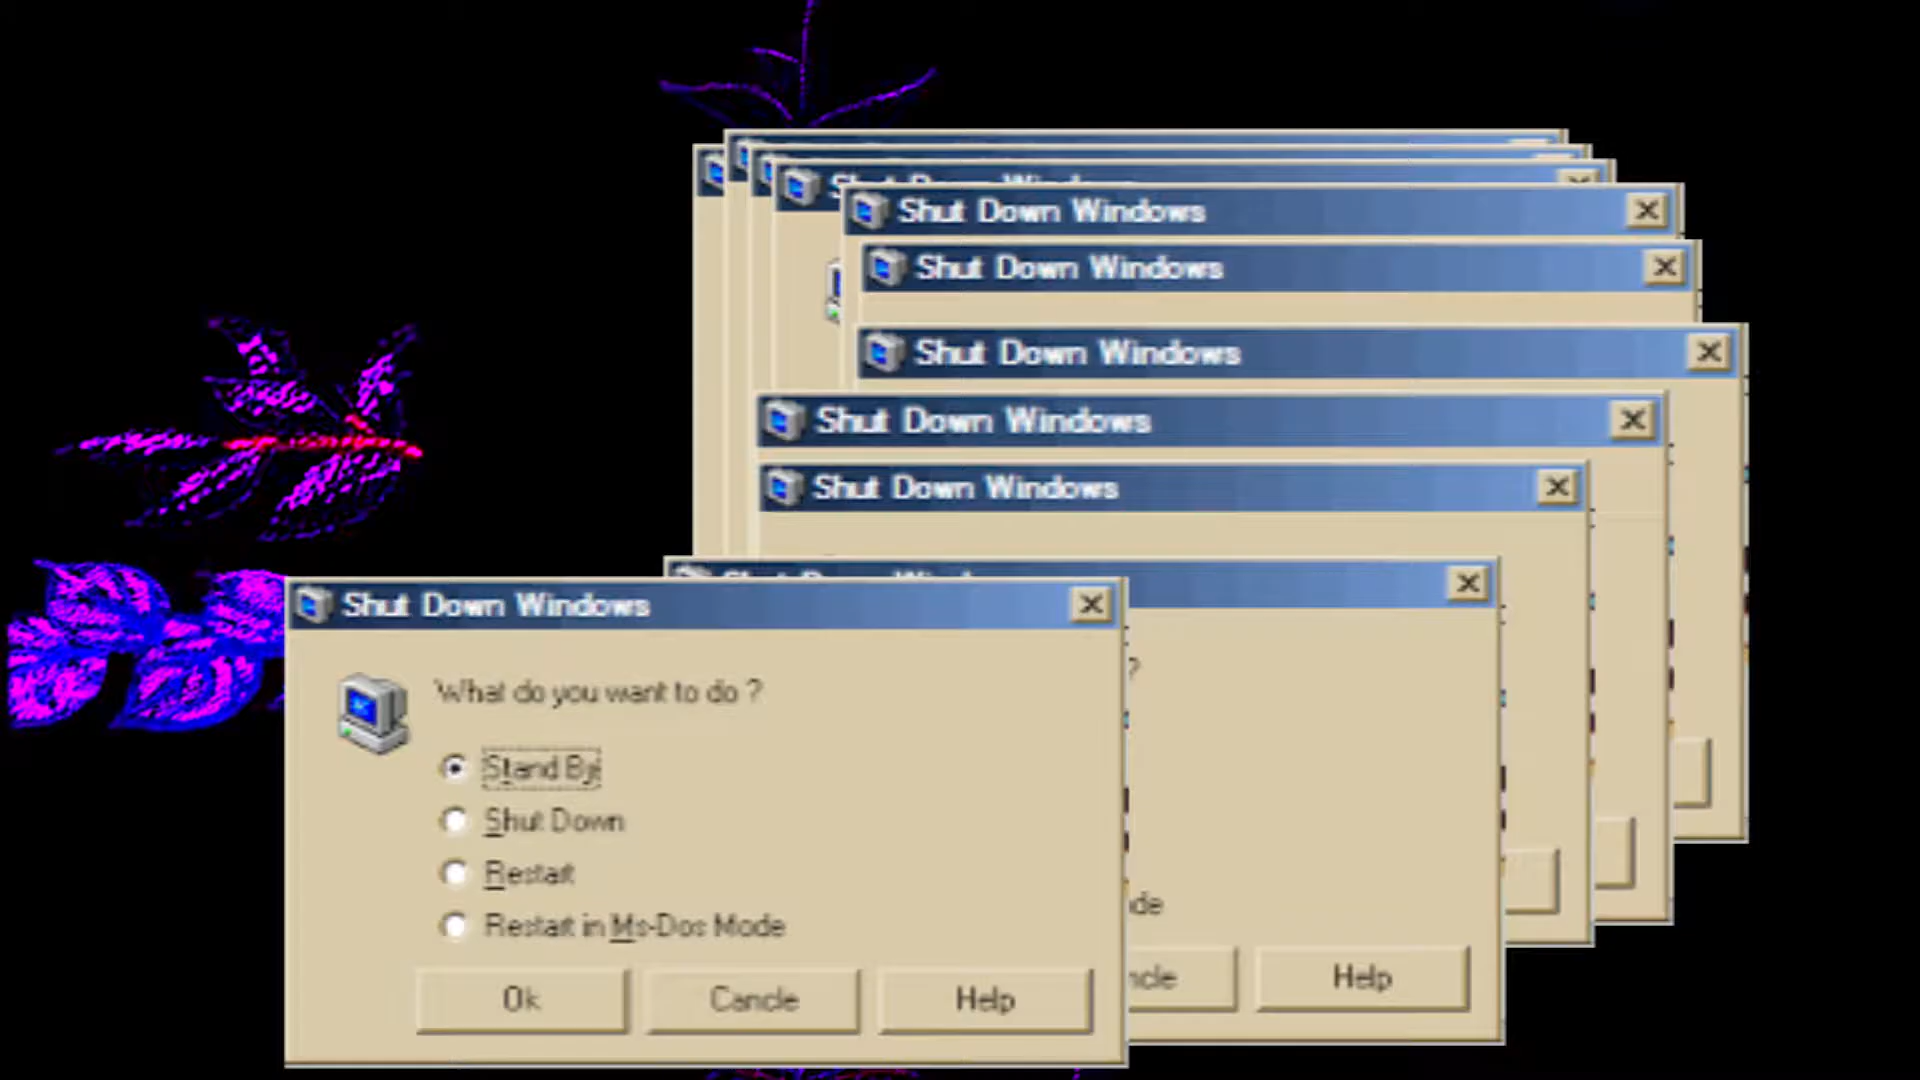 Shut Down Windows
Shut Down Windows
Shut Down Windows
Shut Down Windows
Shut Down Windows
Shut Down Windows
What do you want to do ?
?
Stand By
Shut Down
Restart
de
Restart in Ms-Dos Mode
ncle
Help
Ok
Cancle
Help